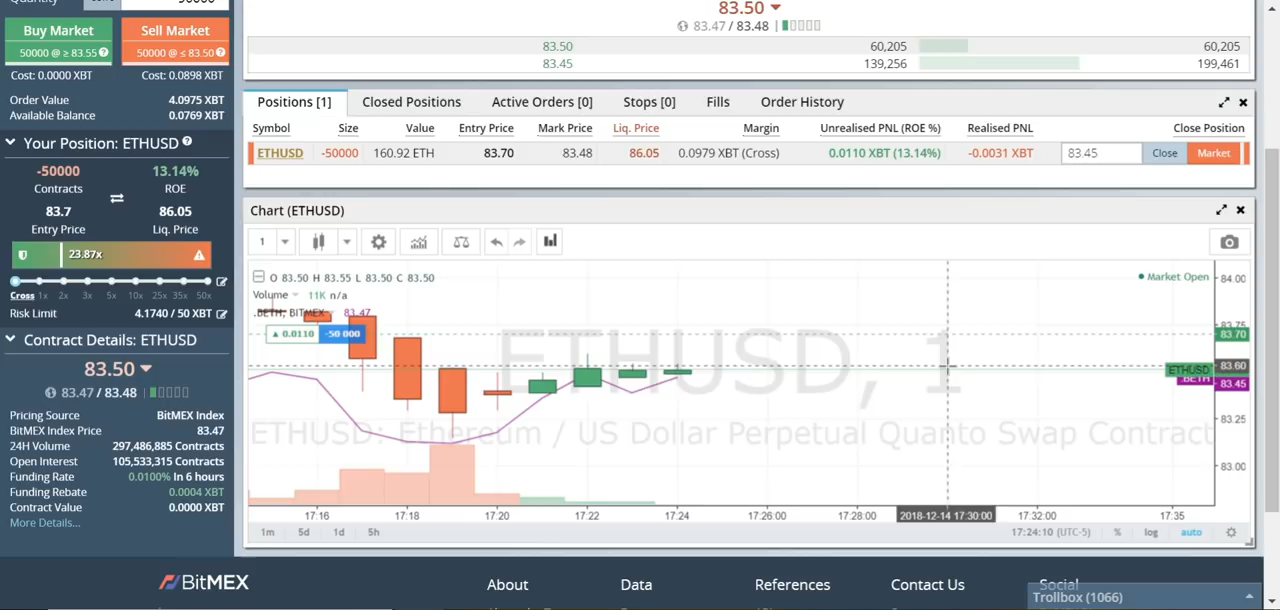 83.50
Buy Market
Sell Market
83.47 / 83.48
50000 @ ≥ 83.55
50000 @ ≤ 83.50
83.50 60,205 60,205
Cost: 0.0000 XBT
Cost: 0.0898 XBT
83.45 139,256 199,461
Order Value 4.0975 XBT
Available Balance 0.0769 XBT
Your Position: ETHUSD
-50000 13.14%
Contracts ROE
83.7 86.05
Entry Price Liq. Price
23.87x
Cross 1x 2x 3x 5x 10x 25x 35x 50x
Risk Limit 4.1740 / 50 XBT
Contract Details: ETHUSD
83.50
83.47 / 83.48
Pricing Source BitMEX Index
BitMEX Index Price 83.47
24H Volume 297,486,885 Contracts
Open Interest 105,533,315 Contracts
Funding Rate 0.0100% In 6 hours
Funding Rebate 0.0004 XBT
Contract Value 0.0000 XBT
More Details...
Positions [1] Closed Positions Active Orders [0] Stops [0] Fills Order History
Symbol Size Value Entry Price Mark Price Liq. Price Margin Unrealised PNL (ROE %) Realised PNL Close Position
ETHUSD -50000 160.92 ETH 83.70 83.48 86.05 0.0979 XBT (Cross) 0.0110 XBT (13.14%) -0.0031 XBT 83.45 Close Market
Chart (ETHUSD)
1
O 83.50 H 83.55 L 83.50 C 83.50
Market Open
84.00
Volume 11K n/a
.BETH, BITMEX 83.47
83.75
0.0110 -50 000
83.70
ETHUSD, 1
83.60
ETHUSD
.BETH 83.45
83.25
ETHUSD: Ethereum / US Dollar Perpetual Quanto Swap Contract
83.00
17:16 17:18 17:20 17:22 17:24 17:26:00 17:28:00 2018-12-14 17:30:00 17:32:00 17:35
1m 5d 1d 5h 17:24:10 (UTC-5) % log auto
BitMEX
About Data References Contact Us Social
Trollbox (1066)